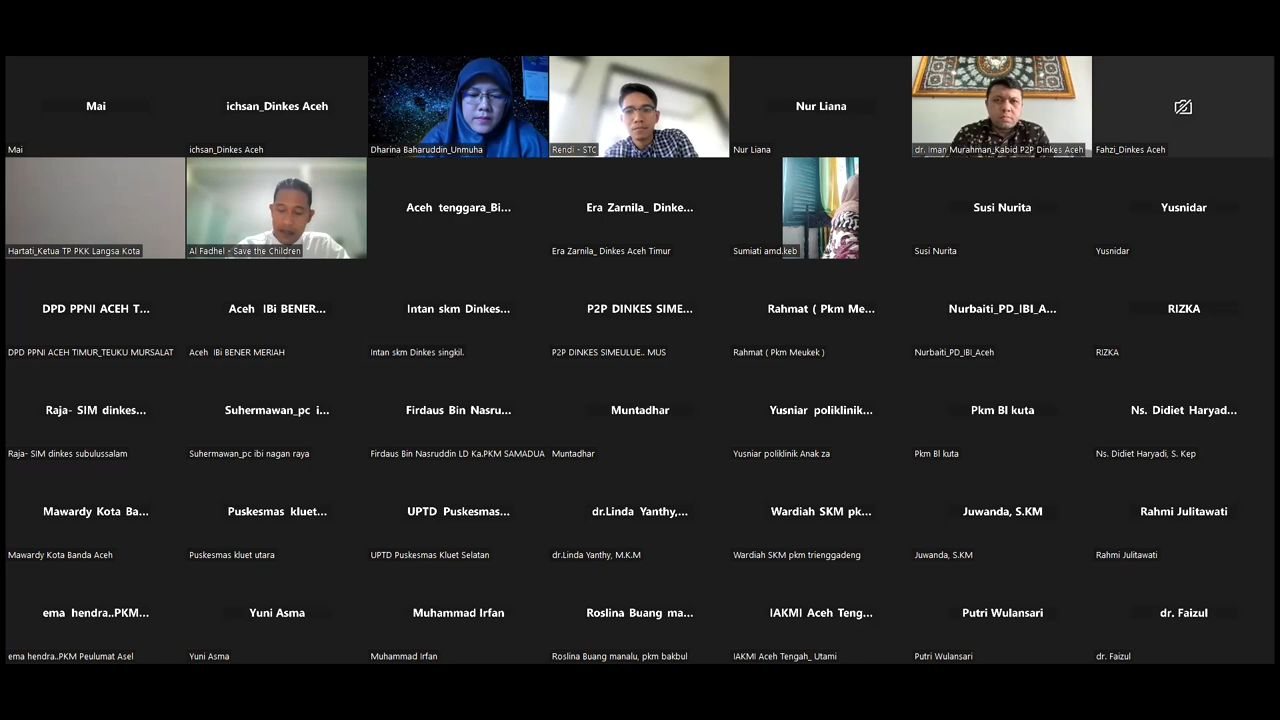 Mai
ichsan_Dinkes Aceh
Nur Liana
Mai
ichsan_Dinkes Aceh
Dharina Baharuddin_Unmuha
Rendi - STC
Nur Liana
dr. Iman Murahman_Kabid P2P Dinkes Aceh
Fahzi_Dinkes Aceh
Aceh tenggara_Bi...
Era Zarnila_ Dinke...
Susi Nurita
Yusnidar
Hartati_Ketua TP PKK Langsa Kota
Al Fadhel - Save the Children
Era Zarnila_ Dinkes Aceh Timur
Sumiati amd.keb
Susi Nurita
Yusnidar
DPD PPNI ACEH T...
Aceh IBi BENER...
Intan skm Dinkes...
P2P DINKES SIME...
Rahmat ( Pkm Me...
Nurbaiti_PD_IBI_A...
RIZKA
DPD PPNI ACEH TIMUR_TEUKU MURSALAT
Aceh IBi BENER MERIAH
Intan skm Dinkes singkil.
P2P DINKES SIMEULUE.. MUS
Rahmat ( Pkm Meukek )
Nurbaiti_PD_IBI_Aceh
RIZKA
Raja- SIM dinkes...
Suhermawan_pc i...
Firdaus Bin Nasru...
Muntadhar
Yusniar poliklinik...
Pkm Bl kuta
Ns. Didiet Haryad...
Raja- SIM dinkes subulussalam
Suhermawan_pc ibi nagan raya
Firdaus Bin Nasruddin LD Ka.PKM SAMADUA
Muntadhar
Yusniar poliklinik Anak za
Pkm Bl kuta
Ns. Didiet Haryadi, S. Kep
Mawardy Kota Ba...
Puskesmas kluet...
UPTD Puskesmas...
dr.Linda Yanthy,...
Wardiah SKM pk...
Juwanda, S.KM
Rahmi Julitawati
Mawardy Kota Banda Aceh
Puskesmas kluet utara
UPTD Puskesmas Kluet Selatan
dr.Linda Yanthy, M.K.M
Wardiah SKM pkm trienggadeng
Juwanda, S.KM
Rahmi Julitawati
ema hendra..PKM...
Yuni Asma
Muhammad Irfan
Roslina Buang ma...
IAKMI Aceh Teng...
Putri Wulansari
dr. Faizul
ema hendra..PKM Peulumat Asel
Yuni Asma
Muhammad Irfan
Roslina Buang manalu, pkm bakbul
IAKMI Aceh Tengah_ Utami
Putri Wulansari
dr. Faizul